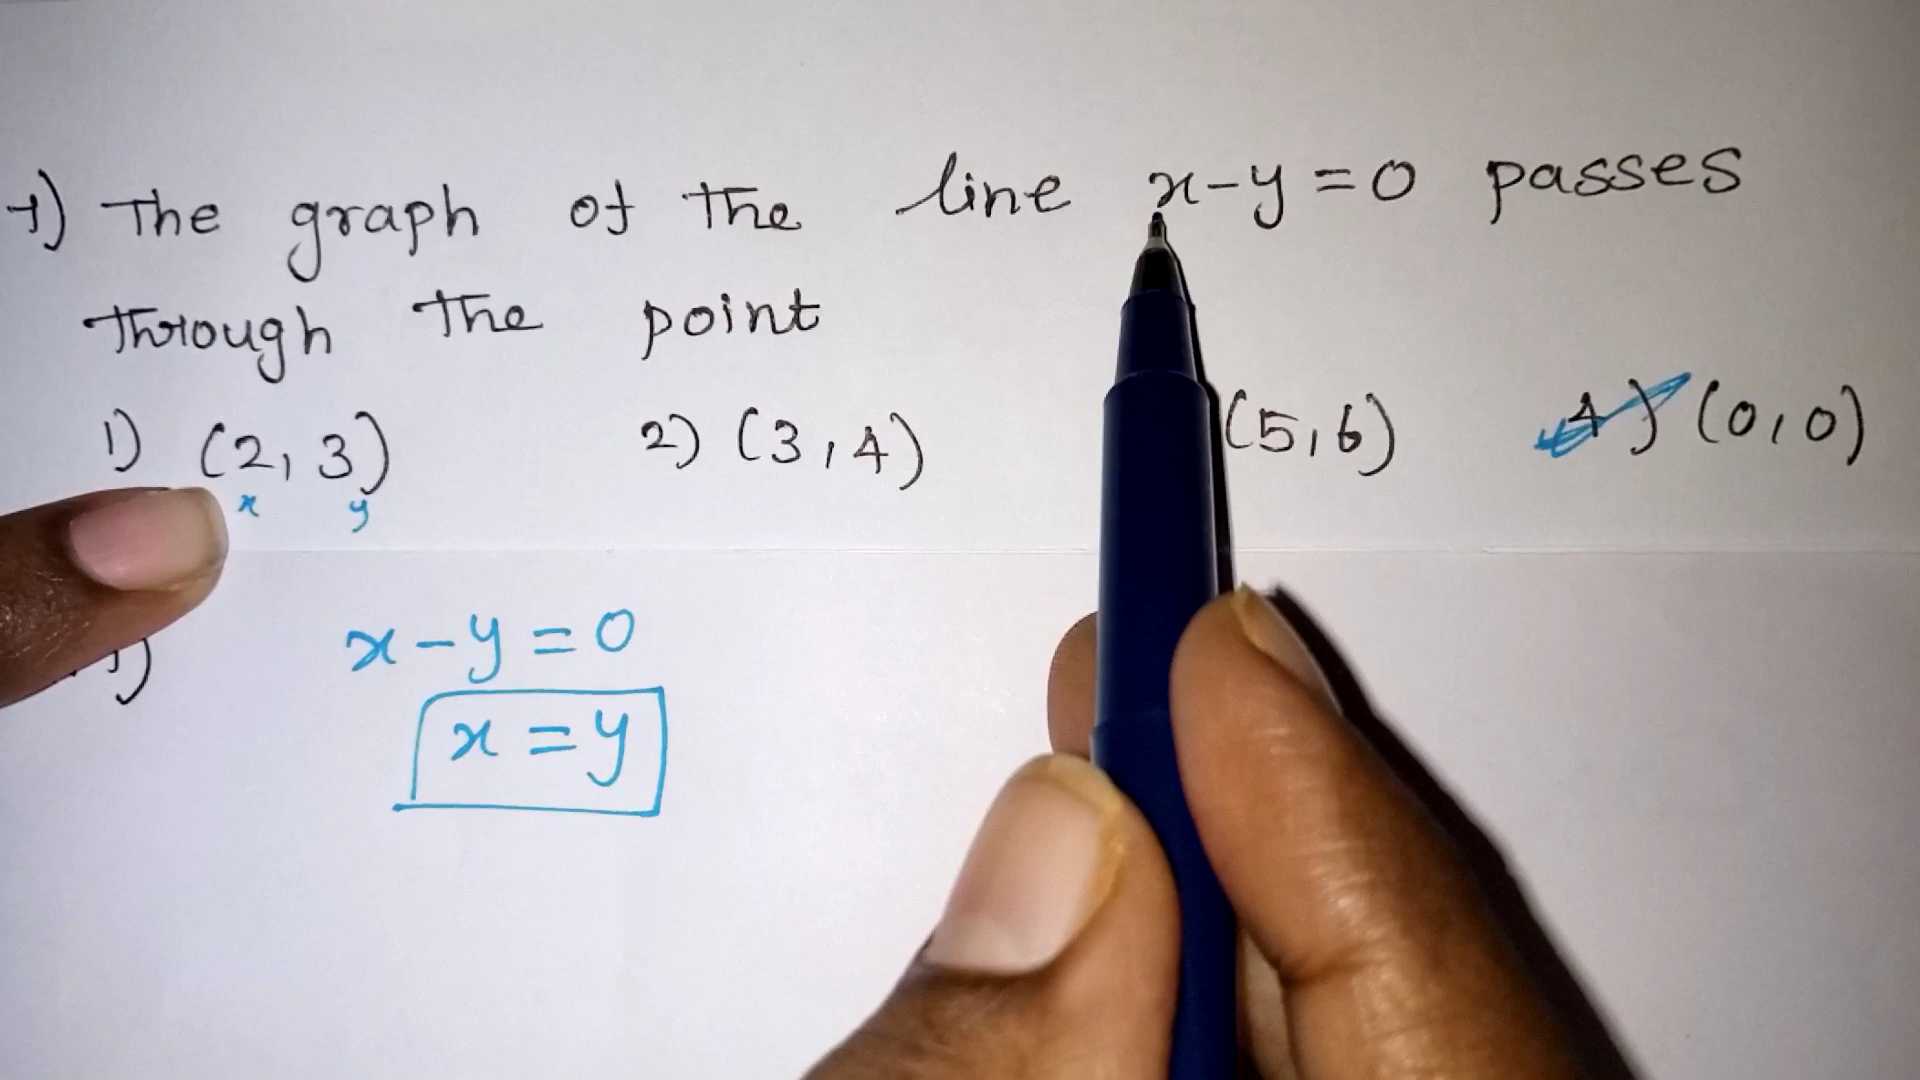 1) The graph of the line x-y=0 passes
through the point
1) (2, 3) 2) (3, 4) (5, 6) 4) (0, 0)
x y
x-y=0
x=y